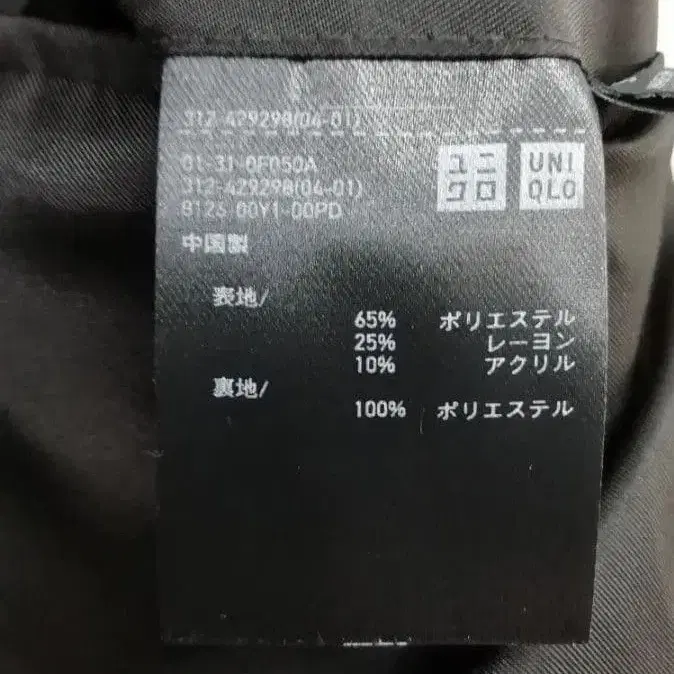 312-429298(04-01)
01-31-0F050A
312-429298(04-01)
8126 00Y1-00PD
ユニ
クロ
UNI
QLO
中国製
表地/
65% ポリエステル
25% レーヨン
10% アクリル
裏地/
100% ポリエステル